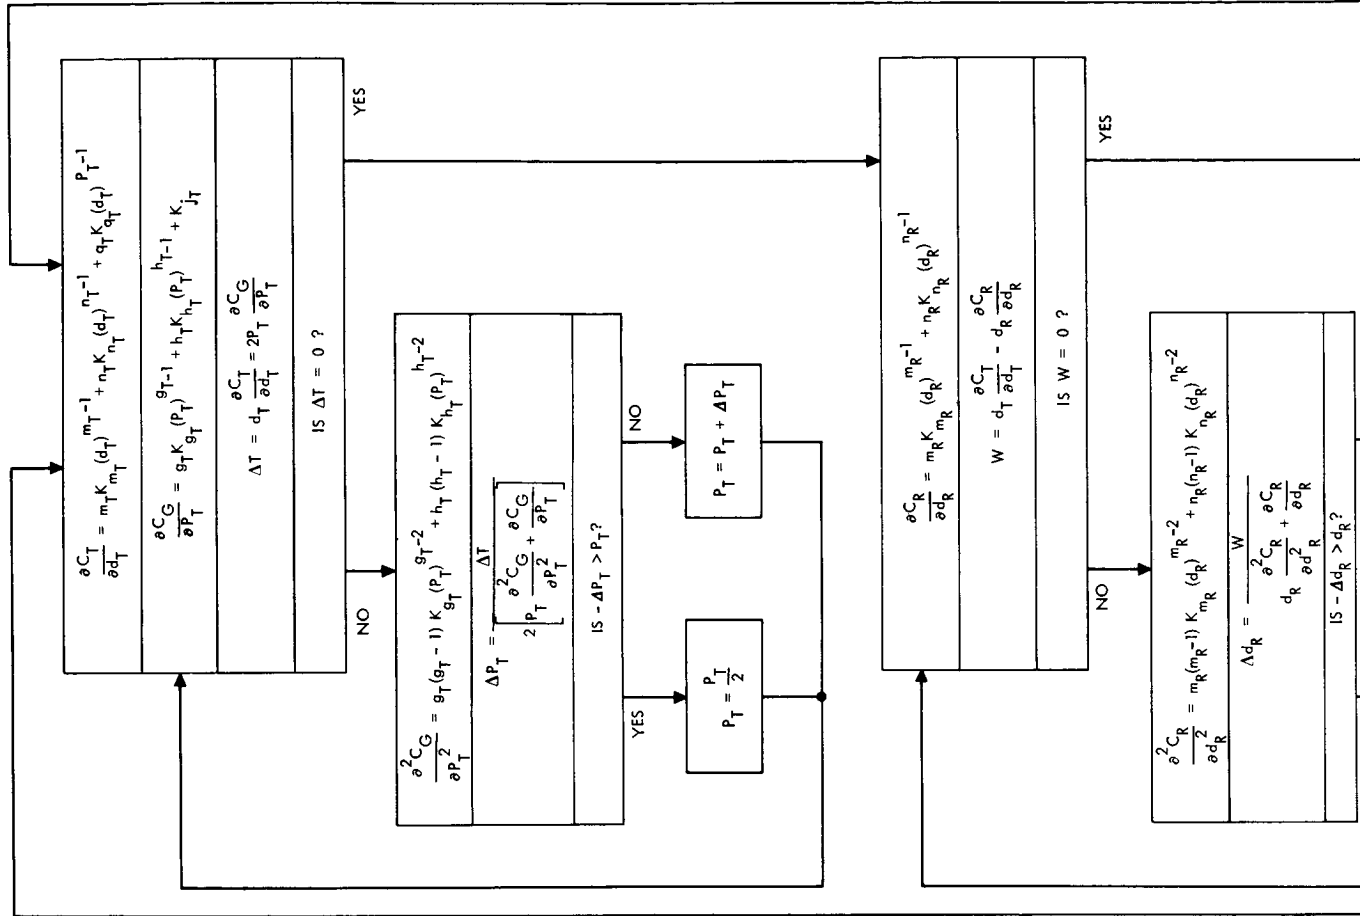 ∂C_T/∂d_T = m_T K_{m_T} (d_T)^{m_T-1} + n_T K_{n_T} (d_T)^{n_T-1} + q_T K_{q_T} (d_T)^{P_T-1}
∂C_G/∂P_T = g_T K_{g_T} (P_T)^{g_T-1} + h_T K_{h_T} (P_T)^{h_T-1} + K_{j_T}
ΔT = d_T ∂C_T/∂d_T = 2P_T ∂C_G/∂P_T
IS ΔT = 0 ?
NO
YES
∂²C_G/∂P_T² = g_T (g_T - 1) K_{g_T} (P_T)^{g_T-2} + h_T (h_T - 1) K_{h_T} (P_T)^{h_T-2}
ΔP_T = ΔT / 2[P_T ∂²C_G/∂P_T² + ∂C_G/∂P_T]
IS - ΔP_T > P_T?
YES
NO
P_T = P_T/2
P_T = P_T + ΔP_T
∂C_R/∂d_R = m_R K_{m_R} (d_R)^{m_R-1} + n_R K_{n_R} (d_R)^{n_R-1}
W = d_T ∂C_T/∂d_T - d_R ∂C_R/∂d_R
IS W = 0 ?
NO
YES
∂²C_R/∂d_R² = m_R (m_R-1) K_{m_R} (d_R)^{m_R-2} + n_R (n_R-1) K_{n_R} (d_R)^{n_R-2}
Δd_R = W / d_R ∂²C_R/∂d_R² + ∂C_R/∂d_R
IS - Δd_R > d_R?